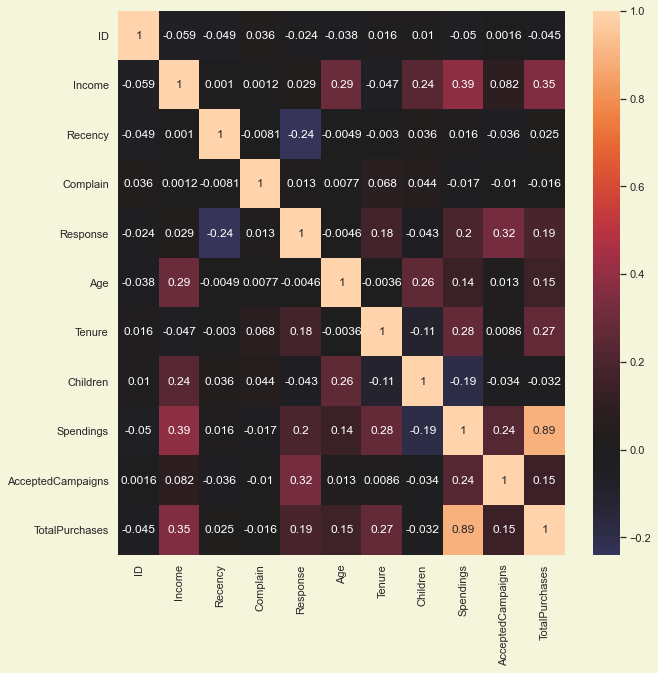 ID 1 -0.059 -0.049 0.036 -0.024 -0.038 0.016 0.01 -0.05 0.0016 -0.045
Income -0.059 1 0.001 0.0012 0.029 0.29 -0.047 0.24 0.39 0.082 0.35
Recency -0.049 0.001 1 -0.0081 -0.24 -0.0049 -0.003 0.036 0.016 -0.036 0.025
Complain 0.036 0.0012 -0.0081 1 0.013 0.0077 0.068 0.044 -0.017 -0.01 -0.016
Response -0.024 0.029 -0.24 0.013 1 -0.0046 0.18 -0.043 0.2 0.32 0.19
Age -0.038 0.29 -0.0049 0.0077 -0.0046 1 -0.0036 0.26 0.14 0.013 0.15
Tenure 0.016 -0.047 -0.003 0.068 0.18 -0.0036 1 -0.11 0.28 0.0086 0.27
Children 0.01 0.24 0.036 0.044 -0.043 0.26 -0.11 1 -0.19 -0.034 -0.032
Spendings -0.05 0.39 0.016 -0.017 0.2 0.14 0.28 -0.19 1 0.24 0.89
AcceptedCampaigns 0.0016 0.082 -0.036 -0.01 0.32 0.013 0.0086 -0.034 0.24 1 0.15
TotalPurchases -0.045 0.35 0.025 -0.016 0.19 0.15 0.27 -0.032 0.89 0.15 1
ID
Income
Recency
Complain
Response
Age
Tenure
Children
Spendings
AcceptedCampaigns
TotalPurchases
1.0
0.8
0.6
0.4
0.2
0.0
−0.2